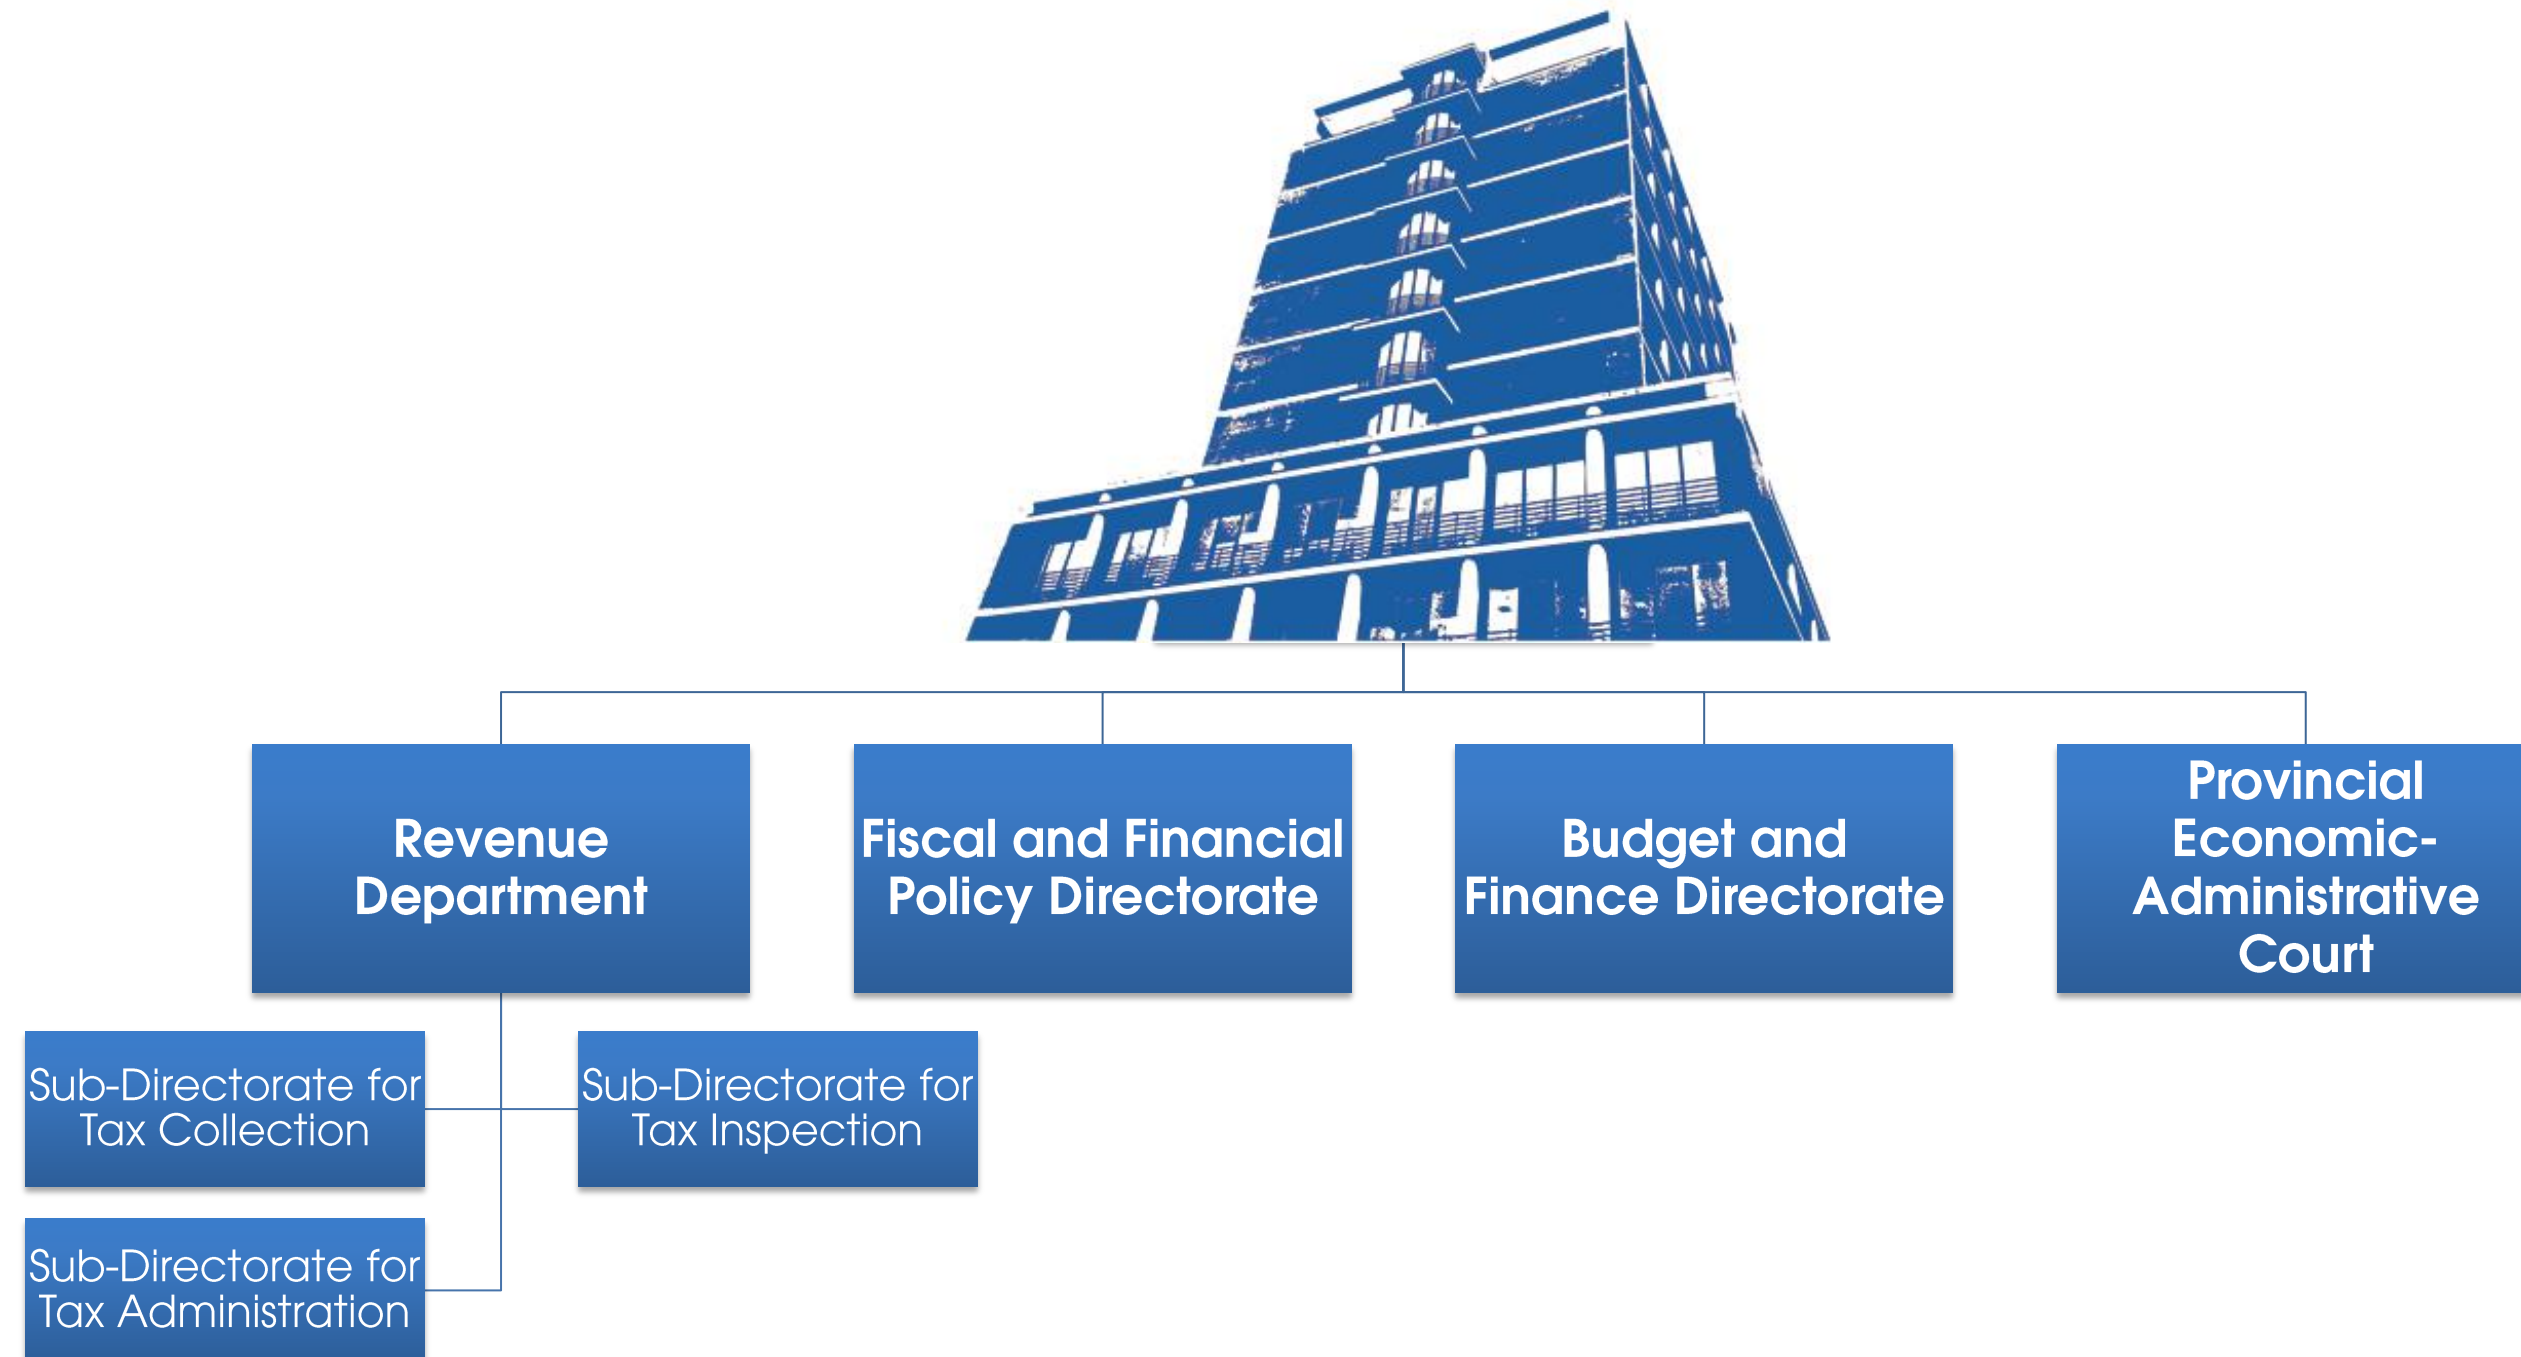 Revenue
Department
Fiscal and Financial
Policy Directorate
Budget and
Finance Directorate
Provincial
Economic-
Administrative
Court
Sub-Directorate for
Tax Collection
Sub-Directorate for
Tax Inspection
Sub-Directorate for
Tax Administration